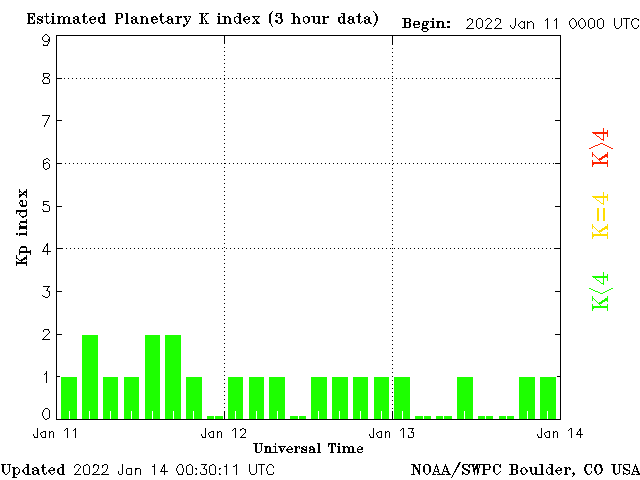 Estimated Planetary K index (3 hour data)
Begin: 2022 Jan 11 0000 UTC
9
8
7
6
5
4
3
2
1
0
Kp index
Jan 11
Jan 12
Jan 13
Jan 14
Universal Time
K>4
K=4
K<4
Updated 2022 Jan 14 00:30:11 UTC
NOAA/SWPC Boulder, CO USA